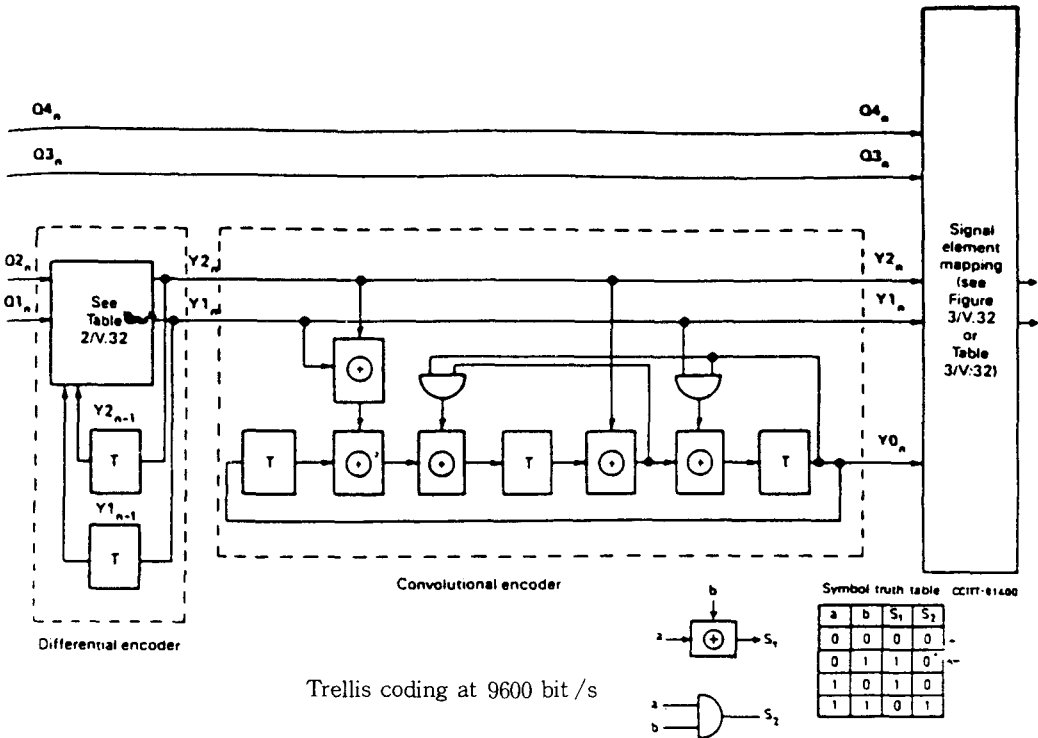 Q4n Q4n
Q3n Q3n
Q2n Y2n Y2n
Q1n Y1n Y1n
See
Table
2/V.32
Signal
element
mapping
(see
Figure
3/V.32
or
Table
3/V.32)
Y2n-1
T
Y1n-1
T
T + + T + + T Y0n
+
Differential encoder
Convolutional encoder
b
a + S1
a
b S2
Symbol truth table CCITT-81400
a b S1 S2
0 0 0 0
0 1 1 0
1 0 1 0
1 1 0 1
Trellis coding at 9600 bit/s